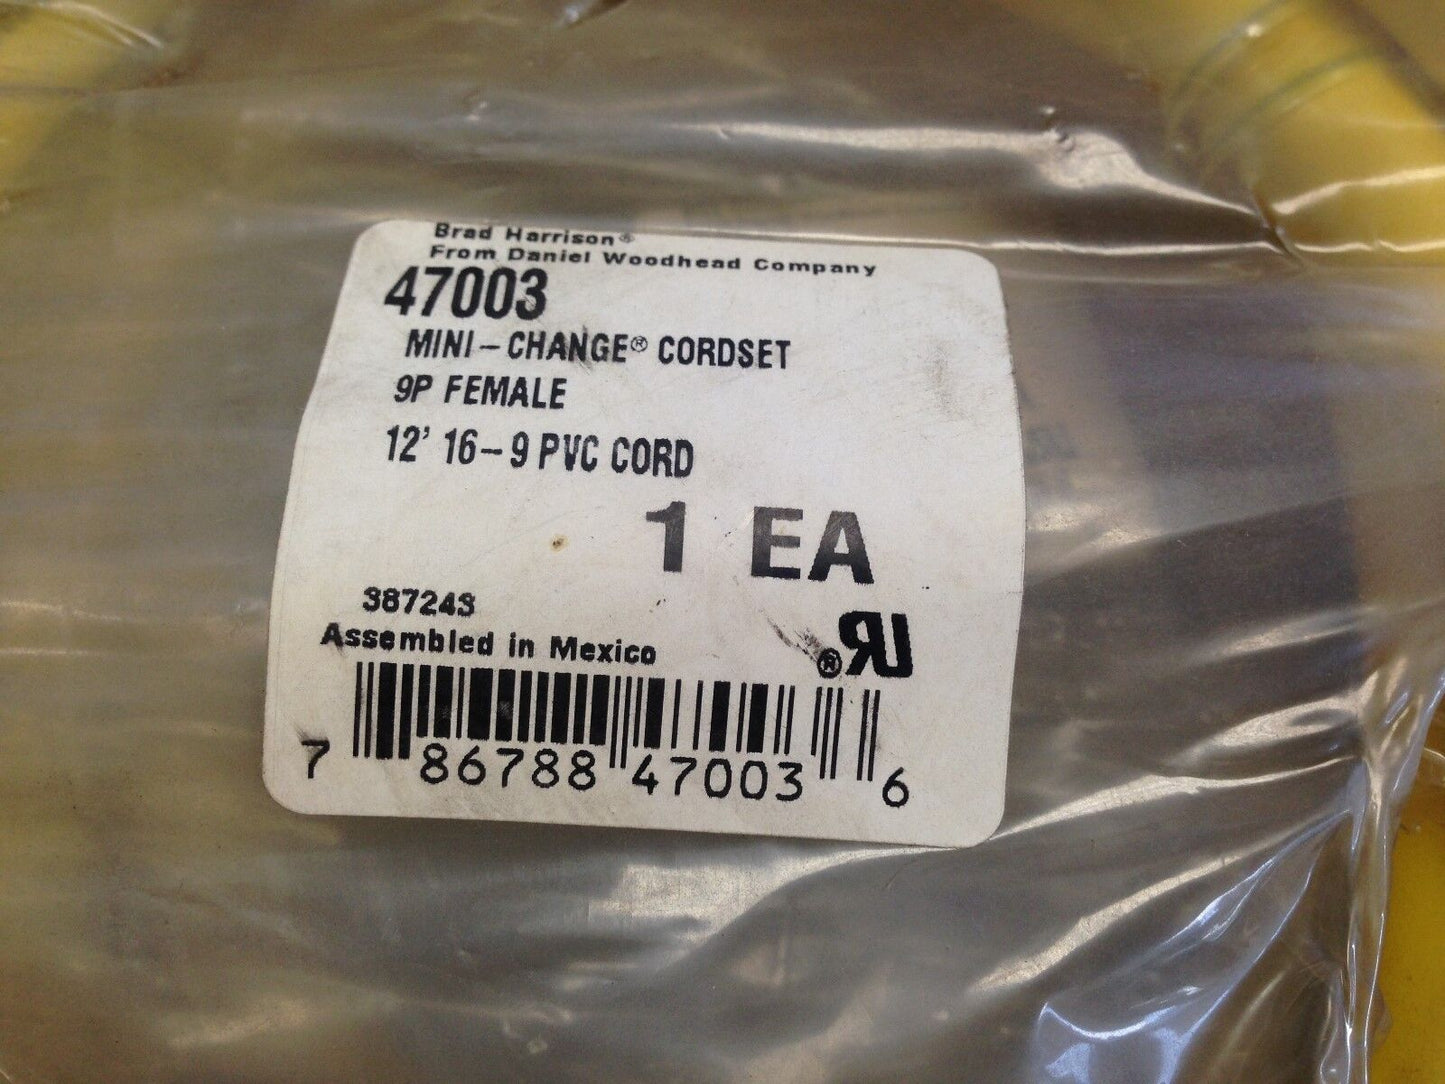 Brad Harrison®
From Daniel Woodhead Company
47003
MINI-CHANGE® CORDSET
9P FEMALE
12' 16-9 PVC CORD
1 EA
387243
Assembled in Mexico
7 86788 47003 6